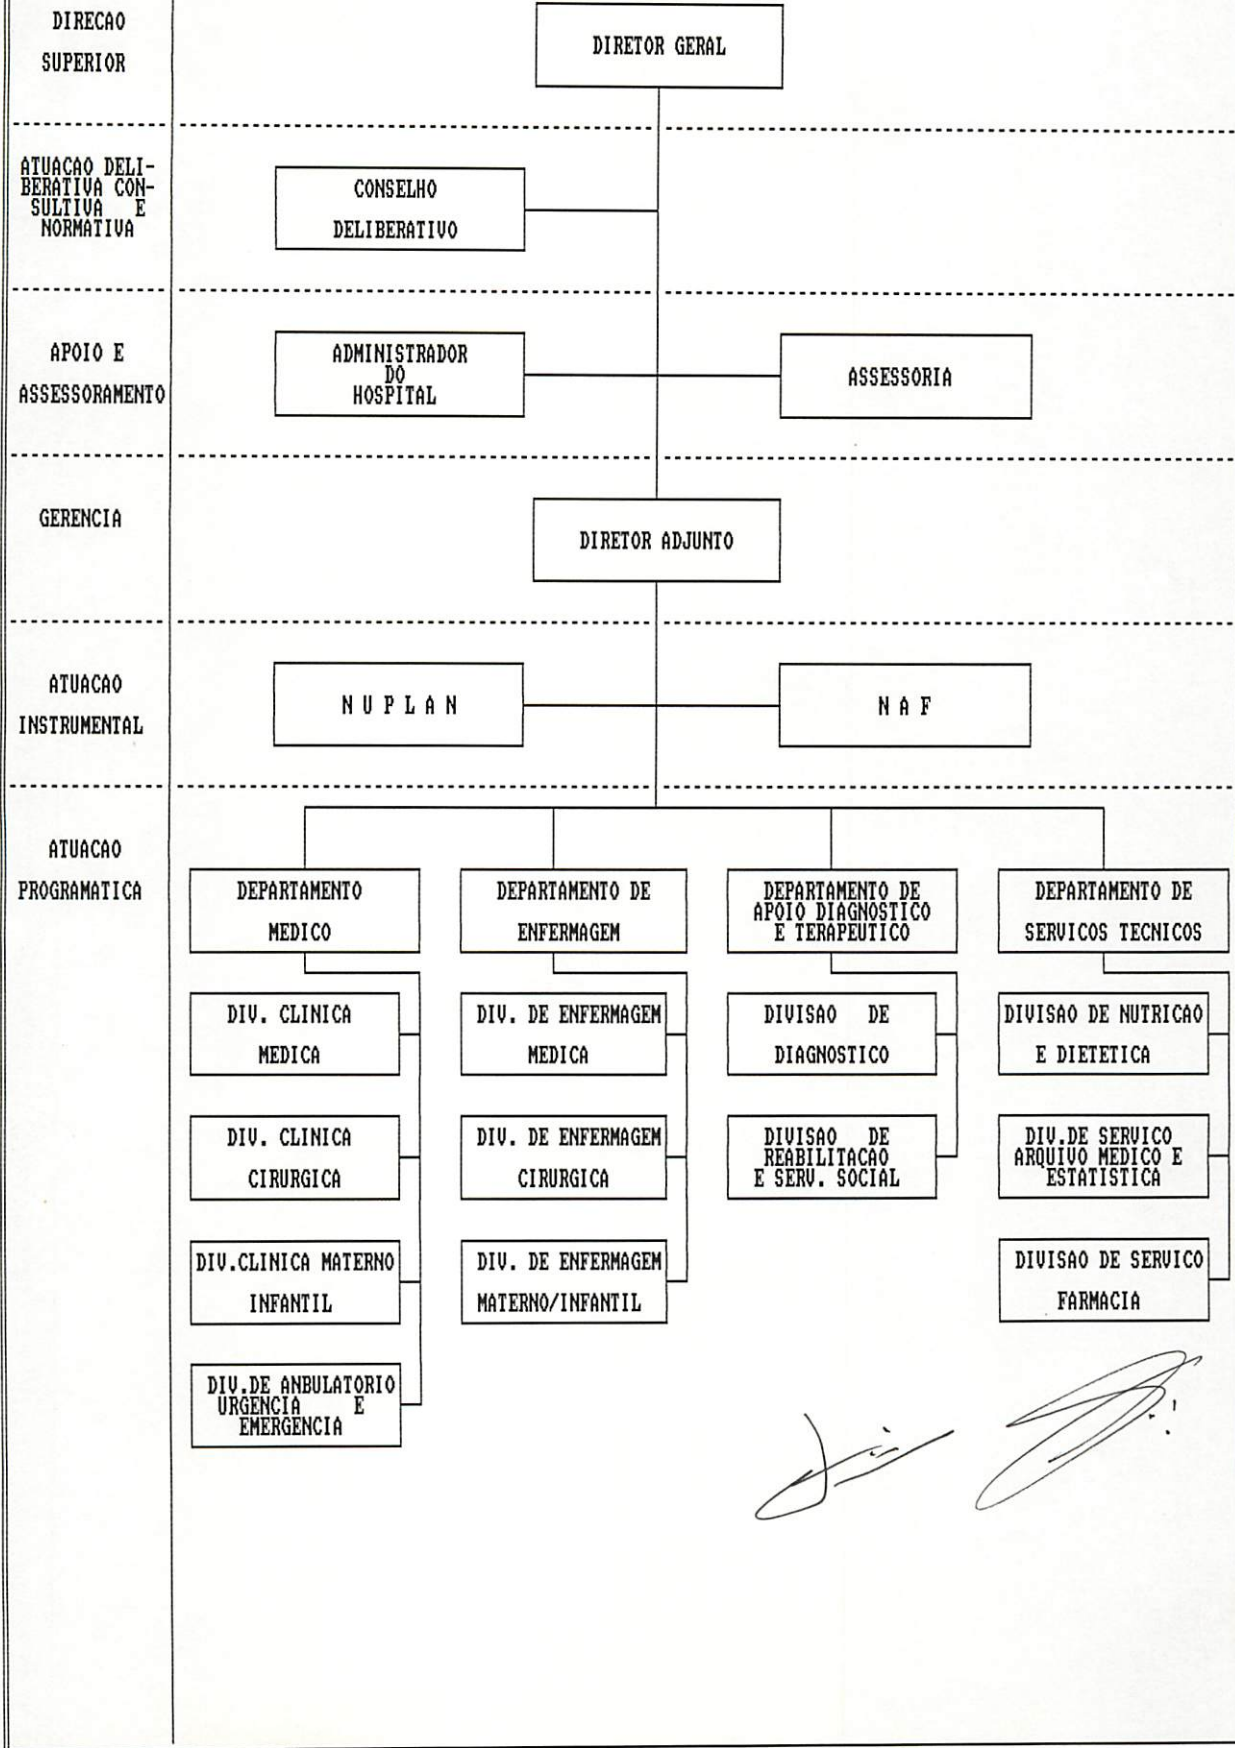 DIRECAO
SUPERIOR
DIRETOR GERAL
ATUACAO DELI-
BERATIVA CON-
SULTIVA E
NORMATIVA
CONSELHO
DELIBERATIVO
APOIO E
ASSESSORAMENTO
ADMINISTRADOR
DO
HOSPITAL
ASSESSORIA
GERENCIA
DIRETOR ADJUNTO
ATUACAO
INSTRUMENTAL
N U P L A N
N A F
ATUACAO
PROGRAMATICA
DEPARTAMENTO
MEDICO
DEPARTAMENTO DE
ENFERMAGEM
DEPARTAMENTO DE
APOIO DIAGNOSTICO
E TERAPEUTICO
DEPARTAMENTO DE
SERVICOS TECNICOS
DIV. CLINICA
MEDICA
DIV. DE ENFERMAGEM
MEDICA
DIVISAO DE
DIAGNOSTICO
DIVISAO DE NUTRICAO
E DIETETICA
DIV. CLINICA
CIRURGICA
DIV. DE ENFERMAGEM
CIRURGICA
DIVISAO DE
REABILITACAO
E SERV. SOCIAL
DIV.DE SERVICO
ARQUIVO MEDICO E
ESTATISTICA
DIV.CLINICA MATERNO
INFANTIL
DIV. DE ENFERMAGEM
MATERNO/INFANTIL
DIVISAO DE SERVICO
FARMACIA
DIV.DE ANBULATORIO
URGENCIA E
EMERGENCIA